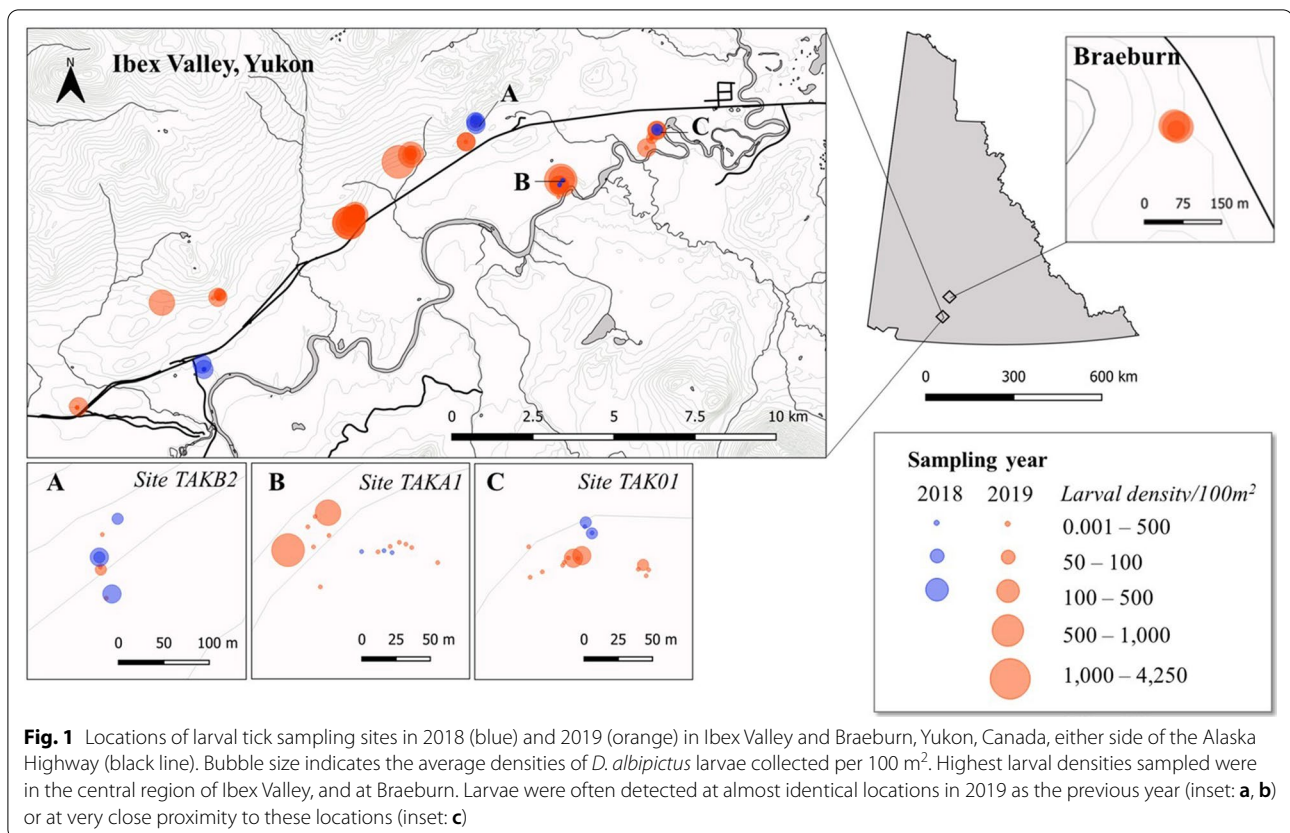 N
Ibex Valley, Yukon
A
B
C
0 2.5 5 7.5 10 km
Braeburn
0 75 150 m
0 300 600 km
A Site TAKB2
0 50 100 m
B Site TAKA1
0 25 50 m
C Site TAK01
0 25 50 m
Sampling year
2018 2019 Larval density/100m²
0.001 – 500
50 – 100
100 – 500
500 – 1,000
1,000 – 4,250
Fig. 1 Locations of larval tick sampling sites in 2018 (blue) and 2019 (orange) in Ibex Valley and Braeburn, Yukon, Canada, either side of the Alaska
Highway (black line). Bubble size indicates the average densities of D. albipictus larvae collected per 100 m². Highest larval densities sampled were
in the central region of Ibex Valley, and at Braeburn. Larvae were often detected at almost identical locations in 2019 as the previous year (inset: a, b)
or at very close proximity to these locations (inset: c)